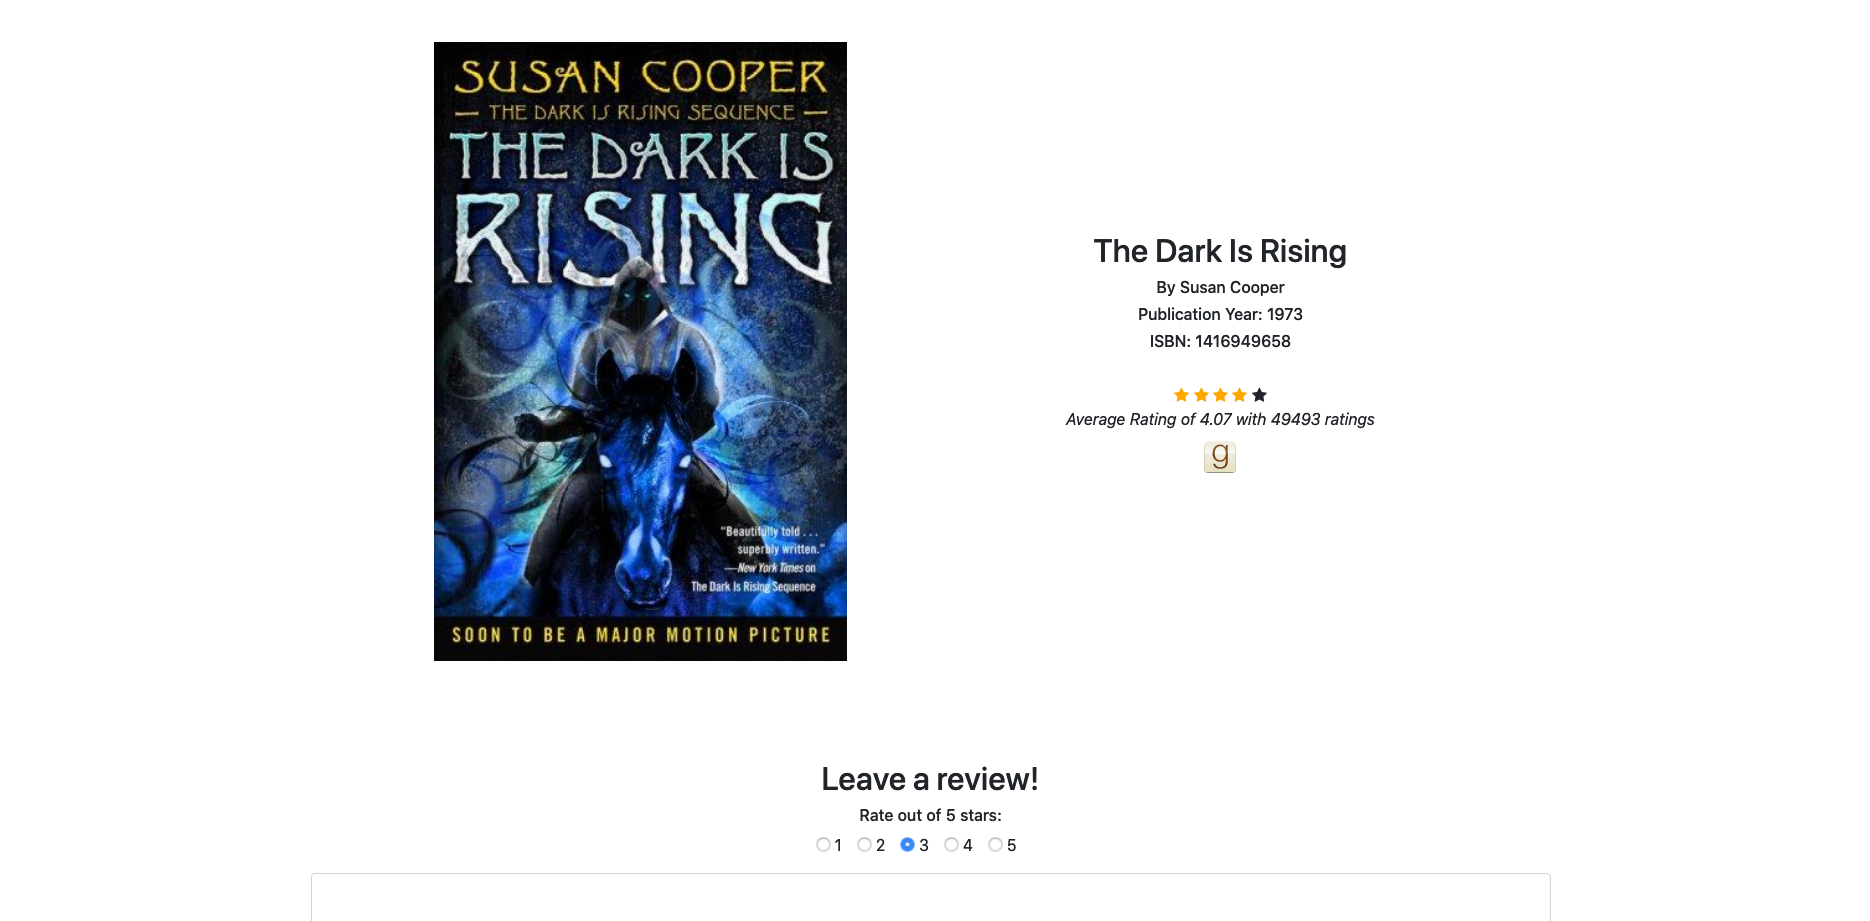 SUSAN COOPER
— THE DARK IS RISING SEQUENCE —
THE DARK IS
RISING
"Beautifully told . . .
superbly written."
—New York Times on
The Dark Is Rising Sequence
SOON TO BE A MAJOR MOTION PICTURE
The Dark Is Rising
By Susan Cooper
Publication Year: 1973
ISBN: 1416949658
Average Rating of 4.07 with 49493 ratings
g
Leave a review!
Rate out of 5 stars:
1 2 3 4 5